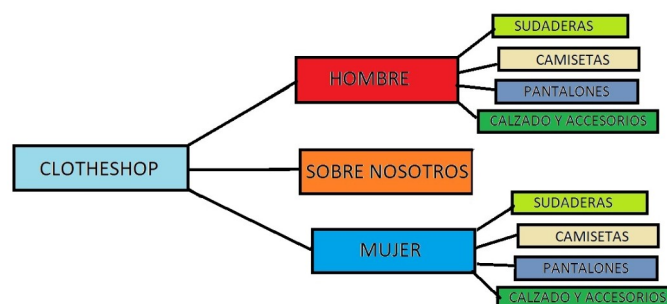 SUDADERAS
CAMISETAS
HOMBRE
PANTALONES
CALZADO Y ACCESORIOS
CLOTHESHOP
SOBRE NOSOTROS
SUDADERAS
CAMISETAS
MUJER
PANTALONES
CALZADO Y ACCESORIOS